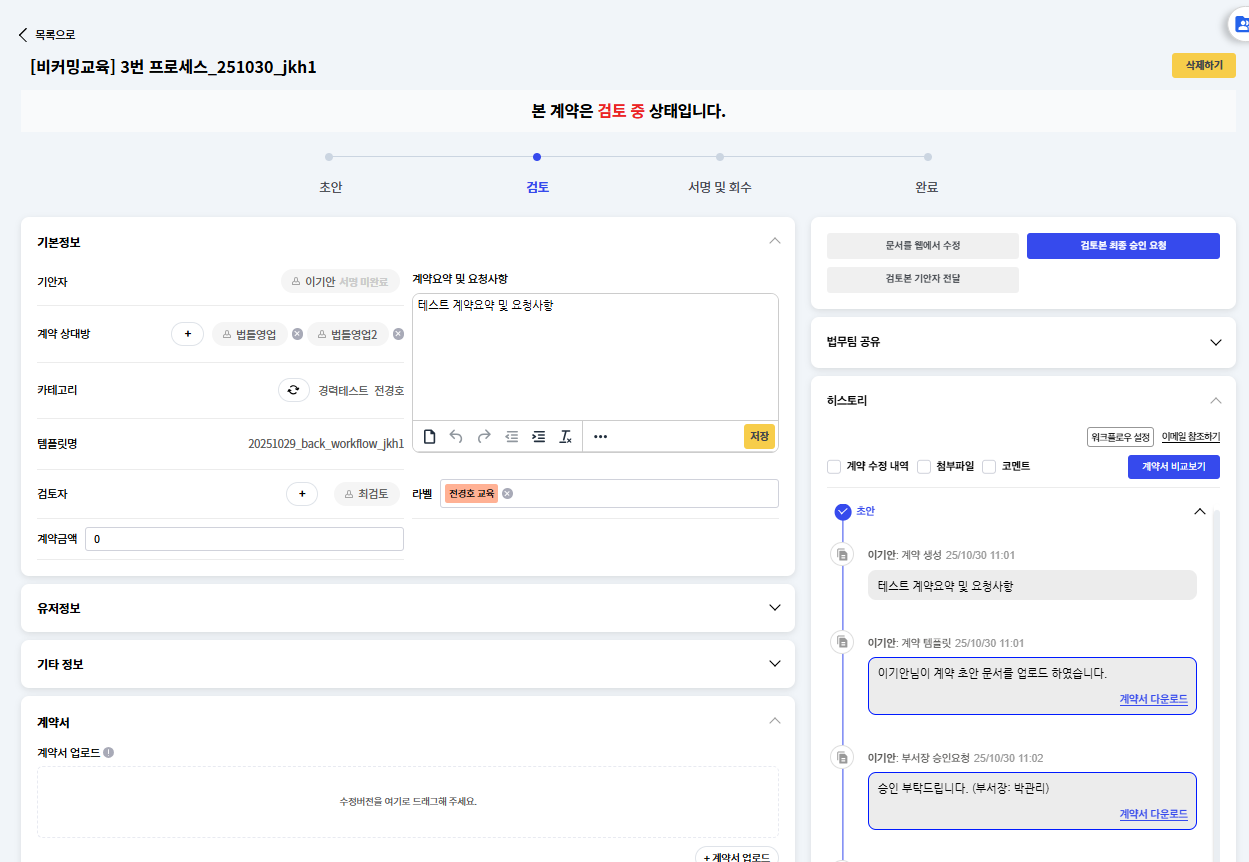 목록으로
[비커밍교육] 3번 프로세스_251030_jkh1
삭제하기
본 계약은 검토 중 상태입니다.
초안
검토
서명 및 회수
완료
기본정보
기안자
이기안 서명 미완료
계약 상대방
+
법틀영업
법틀영업2
카테고리
경력테스트 전경호
템플릿명
20251029_back_workflow_jkh1
검토자
+
최검토
계약금액
0
계약요약 및 요청사항
테스트 계약요약 및 요청사항
저장
라벨
전경호 교육
유저정보
기타 정보
계약서
계약서 업로드
수정버전을 여기로 드래그해 주세요.
+ 계약서 업로드
문서를 웹에서 수정
검토본 최종 승인 요청
검토본 기안자 전달
법무팀 공유
히스토리
워크플로우 설정
이메일 참조하기
계약 수정 내역
첨부파일
코멘트
계약서 비교보기
초안
이기안: 계약 생성 25/10/30 11:01
테스트 계약요약 및 요청사항
이기안: 계약 템플릿 25/10/30 11:01
이기안님이 계약 초안 문서를 업로드 하였습니다.
계약서 다운로드
이기안: 부서장 승인요청 25/10/30 11:02
승인 부탁드립니다. (부서장: 박관리)
계약서 다운로드